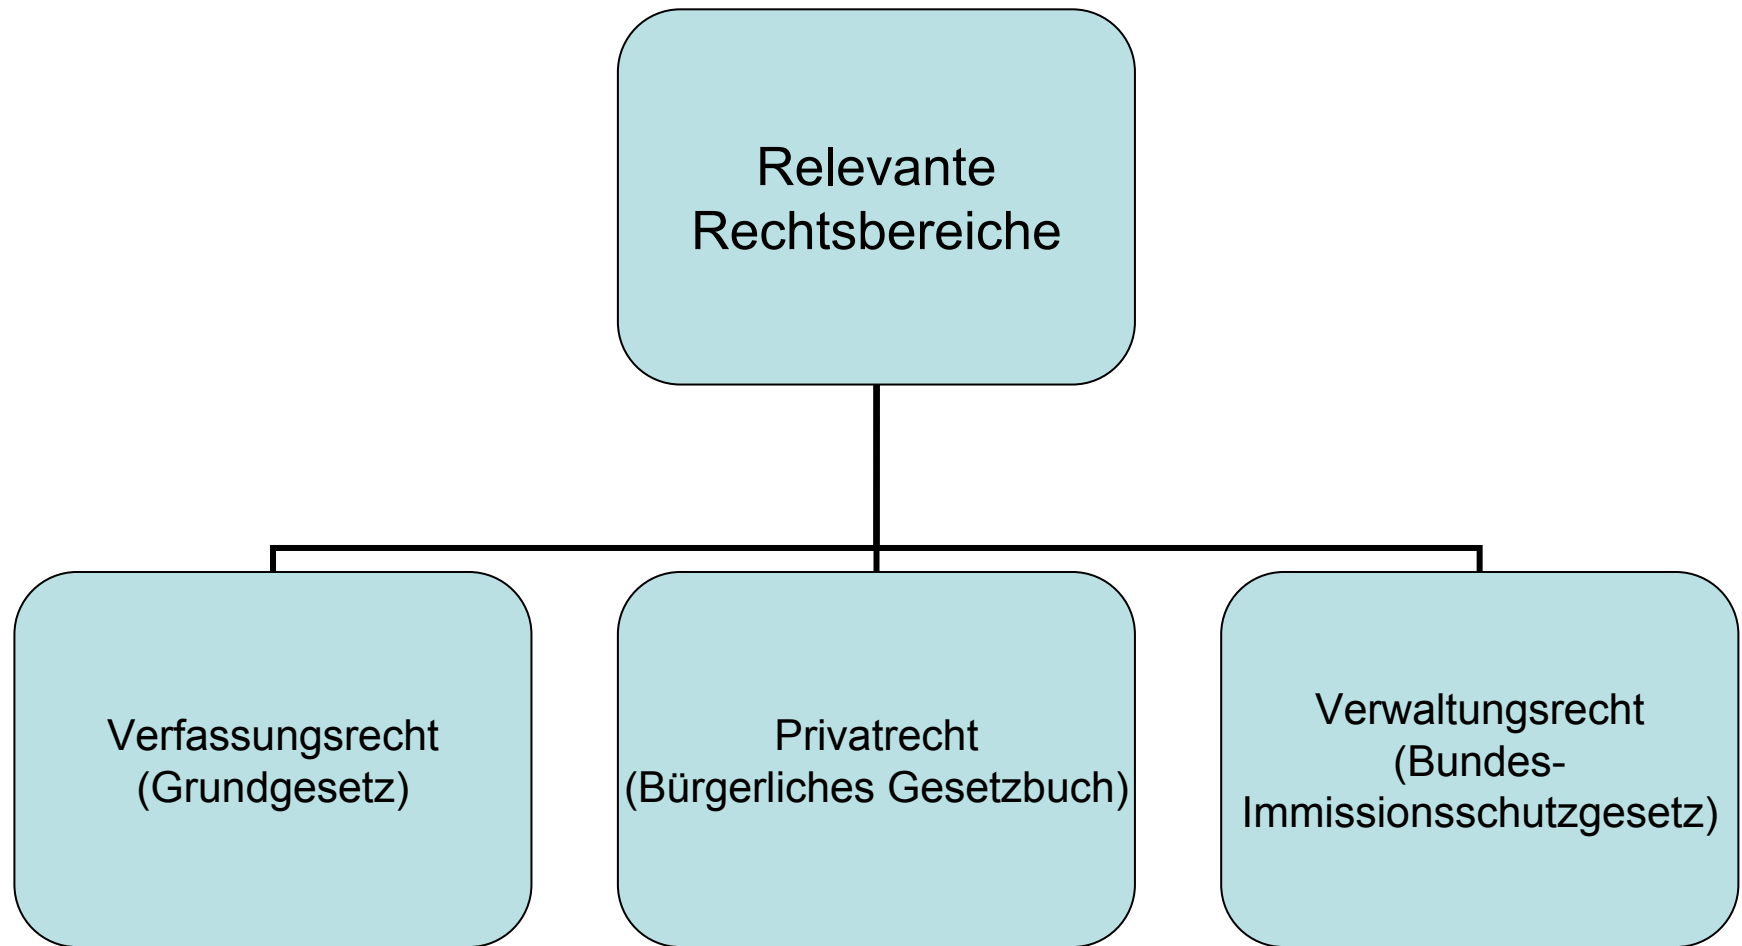 Relevante
Rechtsbereiche
Verfassungsrecht
(Grundgesetz)
Privatrecht
(Bürgerliches Gesetzbuch)
Verwaltungsrecht
(Bundes-
Immissionsschutzgesetz)